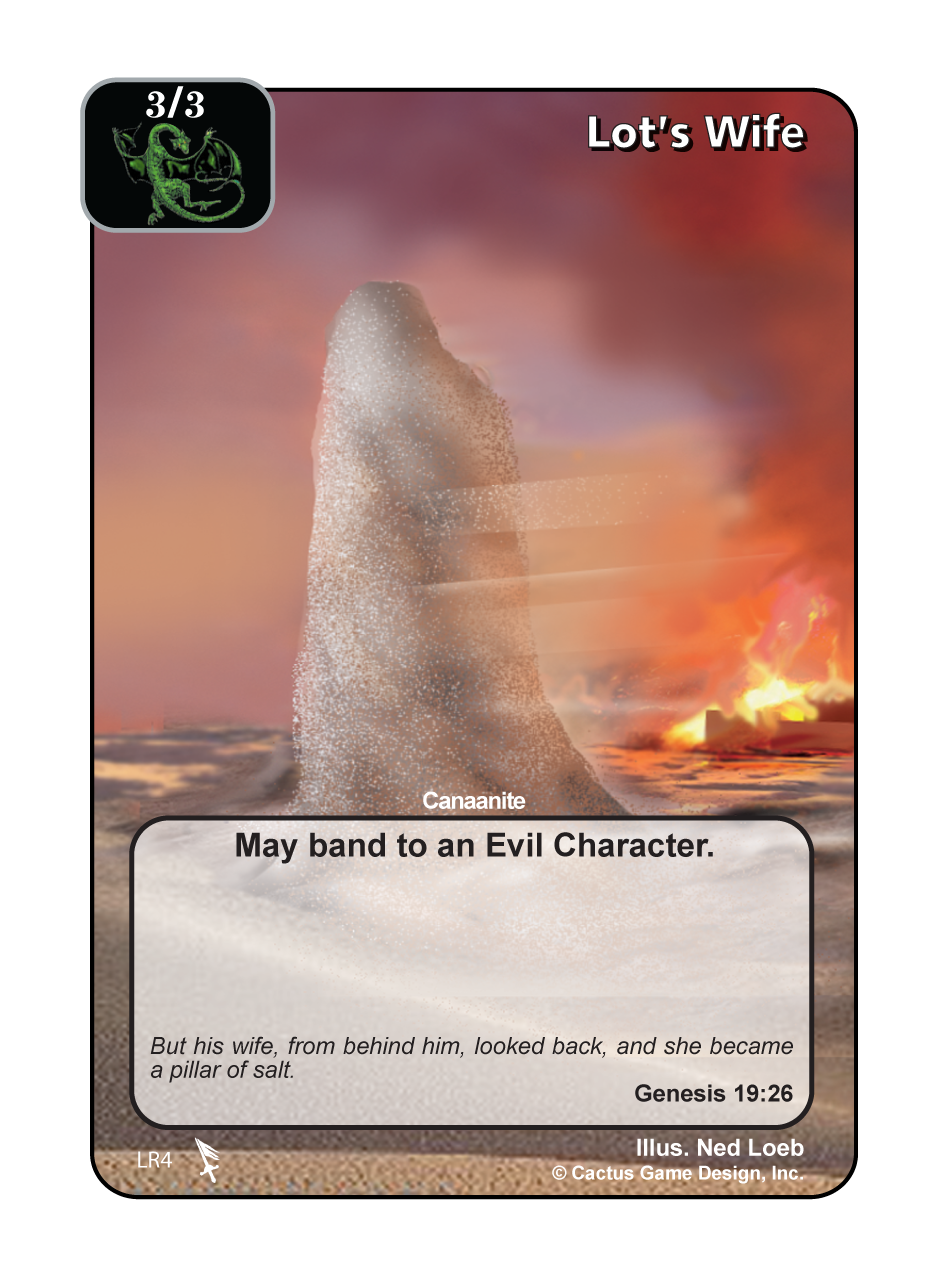 3/3
Lot's Wife
Canaanite
May band to an Evil Character.
But his wife, from behind him, looked back, and she became
a pillar of salt.
Genesis 19:26
LR4
Illus. Ned Loeb
© Cactus Game Design, Inc.